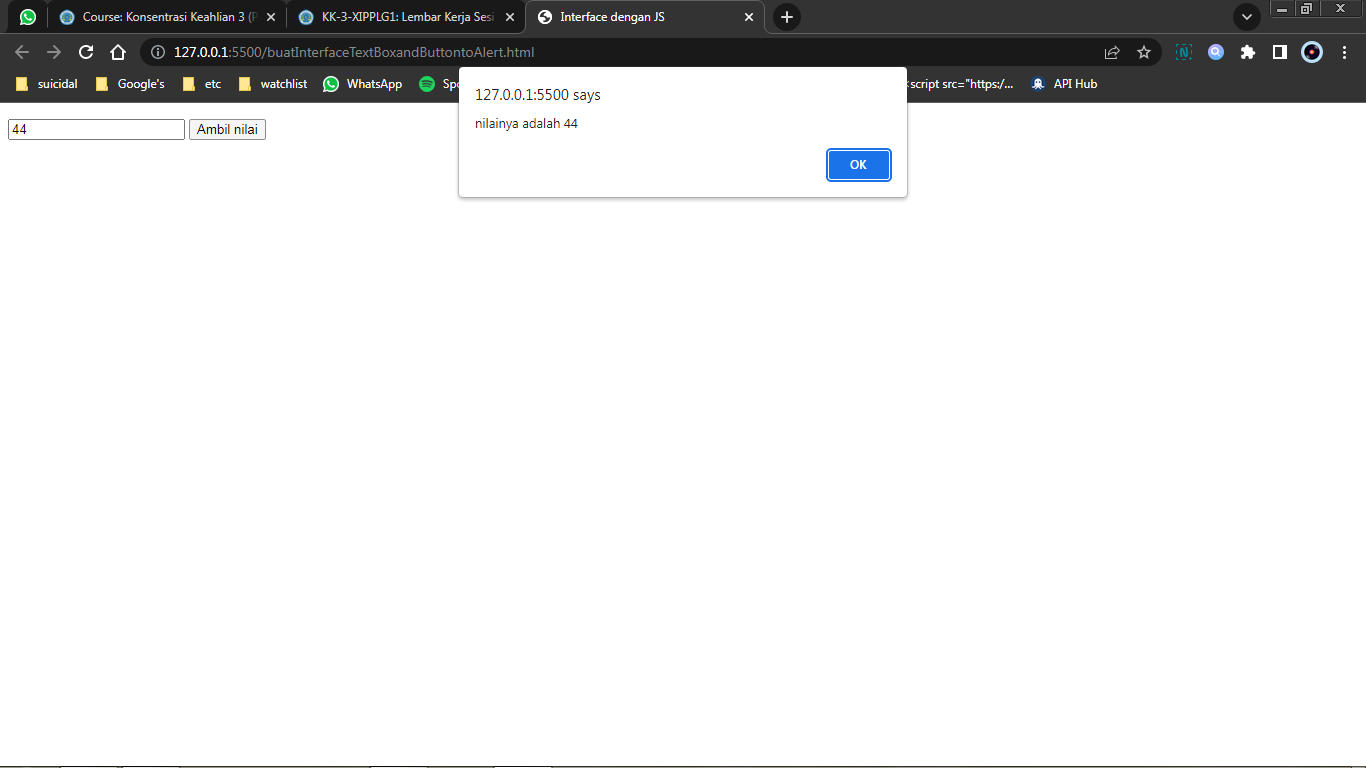 Course: Konsentrasi Keahlian 3 (P
KK-3-XIPPLG1: Lembar Kerja Sesi
Interface dengan JS
127.0.0.1:5500/buatInterfaceTextBoxandButtontoAlert.html
suicidal
Google's
etc
watchlist
WhatsApp
Spo
<script src="https:/...
API Hub
127.0.0.1:5500 says
nilainya adalah 44
OK
44
Ambil nilai